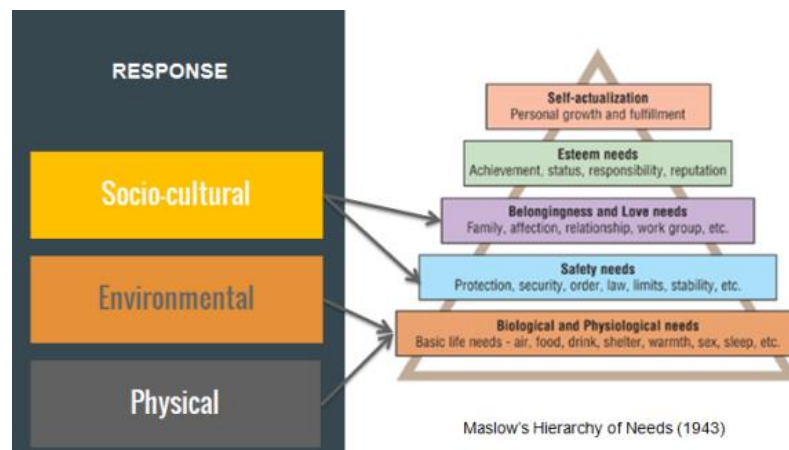 RESPONSE
Socio-cultural
Environmental
Physical
Self-actualization
Personal growth and fulfillment
Esteem needs
Achievement, status, responsibility, reputation
Belongingness and Love needs
Family, affection, relationship, work group, etc.
Safety needs
Protection, security, order, law, limits, stability, etc.
Biological and Physiological needs
Basic life needs - air, food, drink, shelter, warmth, sex, sleep, etc.
Maslow's Hierarchy of Needs (1943)